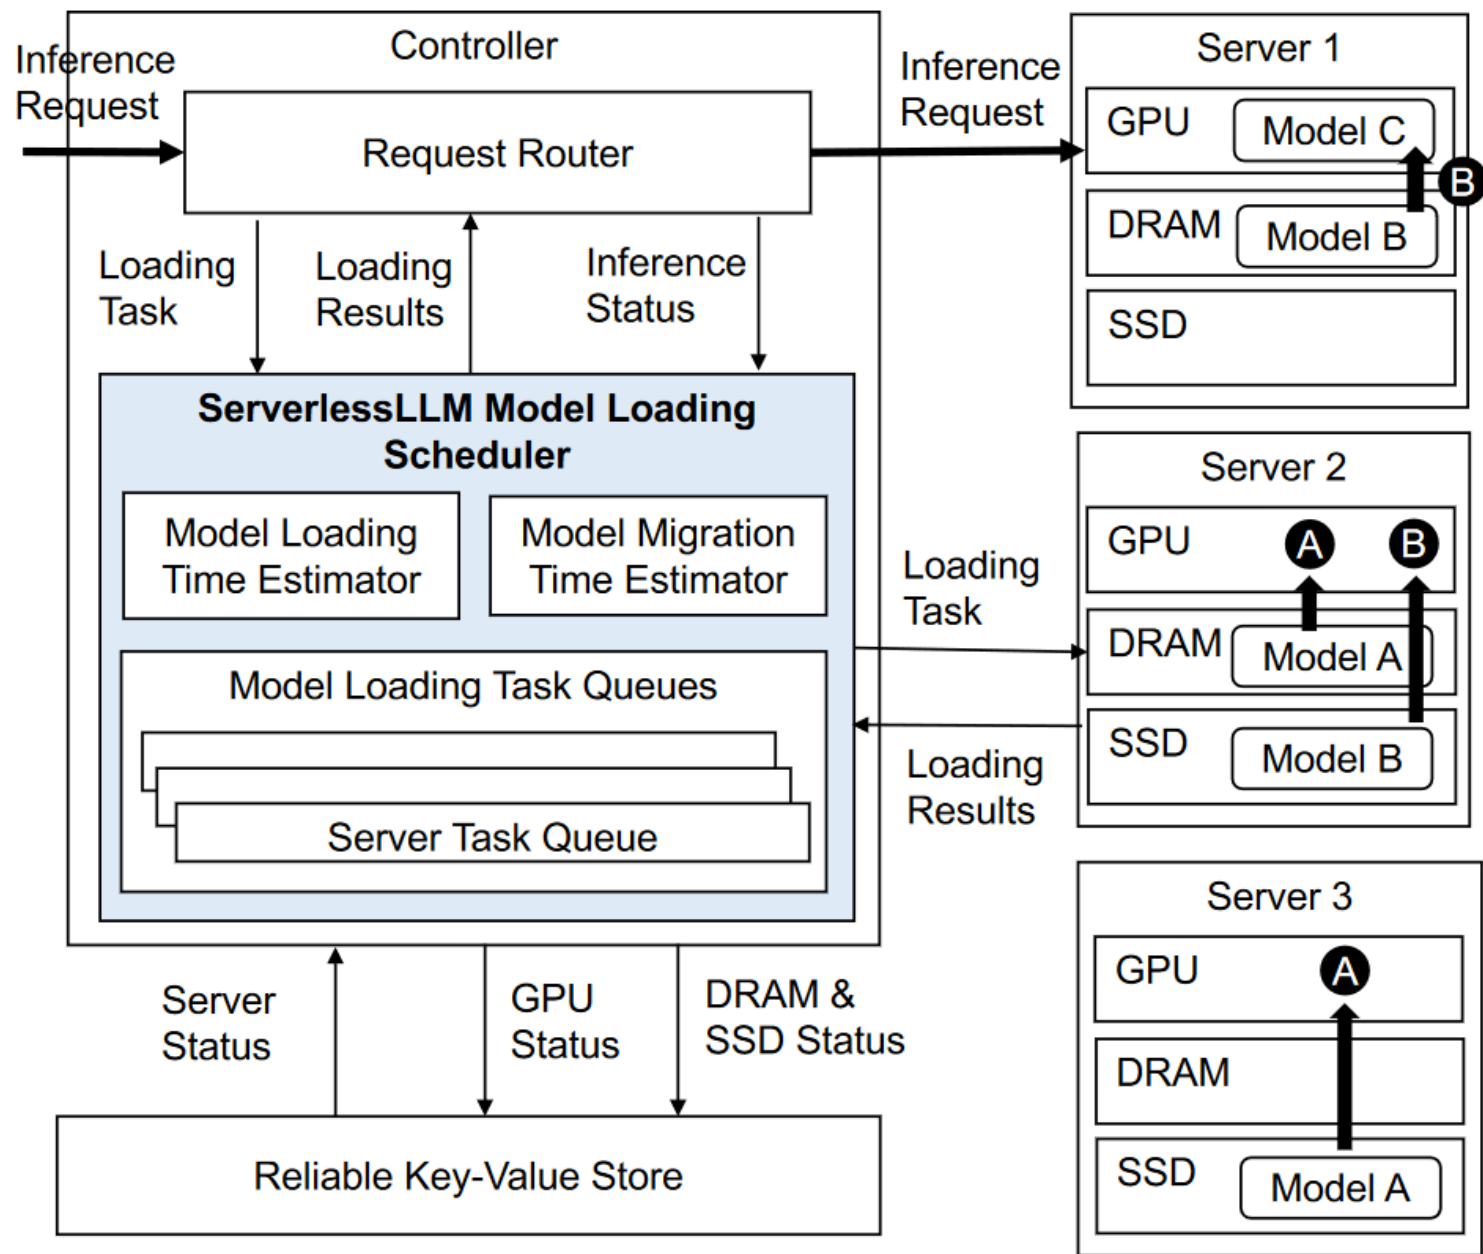 Controller
Inference
Request
Request Router
Inference
Request
Loading
Task
Loading
Results
Inference
Status
ServerlessLLM Model Loading
Scheduler
Model Loading
Time Estimator
Model Migration
Time Estimator
Model Loading Task Queues
Server Task Queue
Loading
Task
Loading
Results
Server
Status
GPU
Status
DRAM &
SSD Status
Reliable Key-Value Store
Server 1
GPU
Model C
B
DRAM
Model B
SSD
Server 2
GPU
A
B
DRAM
Model A
SSD
Model B
Server 3
GPU
A
DRAM
SSD
Model A